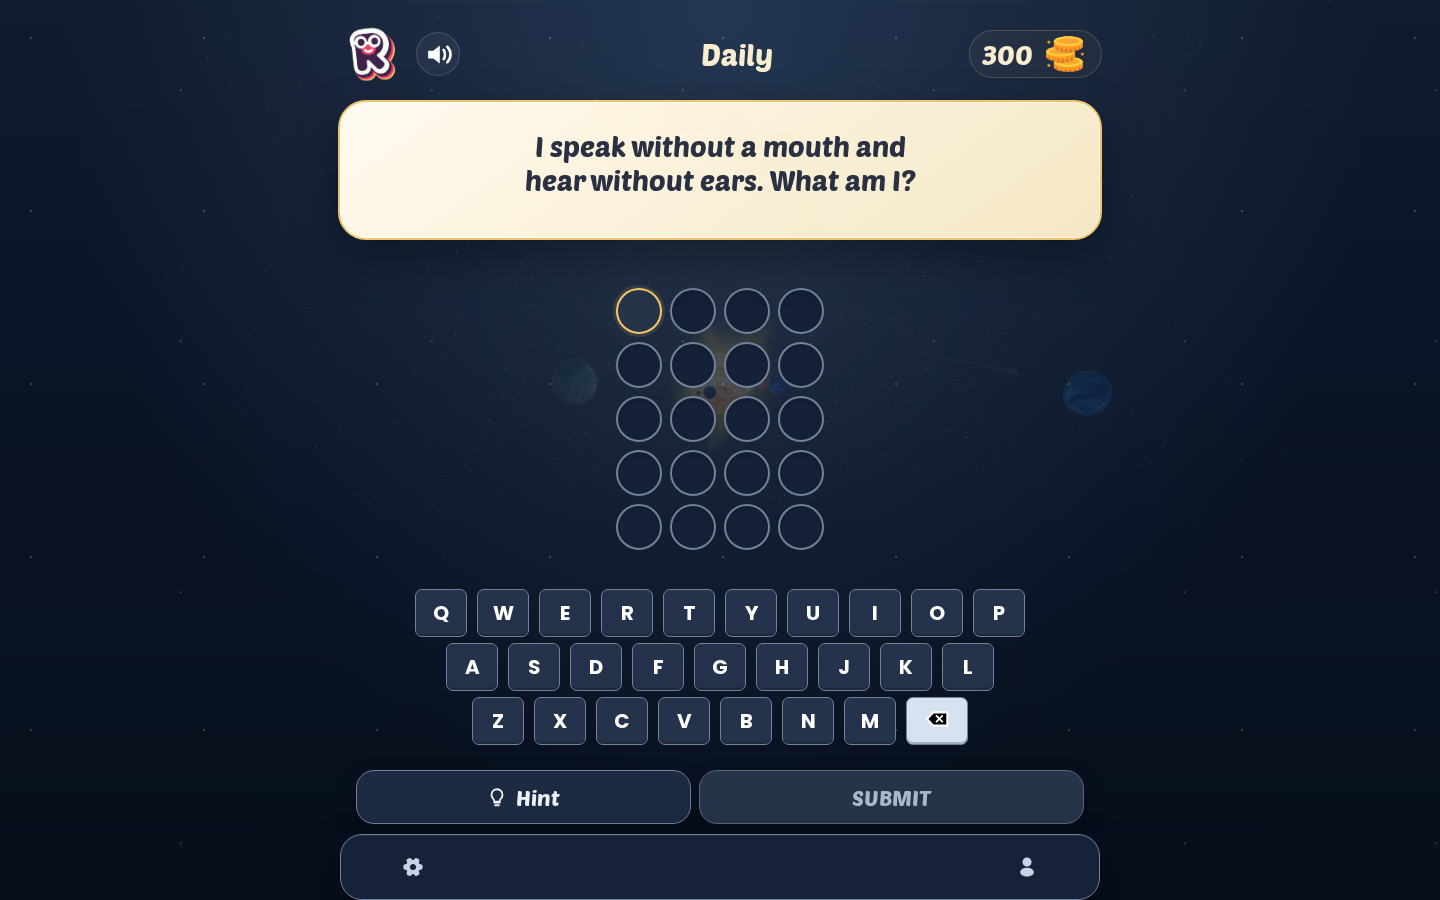 R
Daily
300
I speak without a mouth and
hear without ears. What am I?
Q W E R T Y U I O P
A S D F G H J K L
Z X C V B N M
Hint
SUBMIT